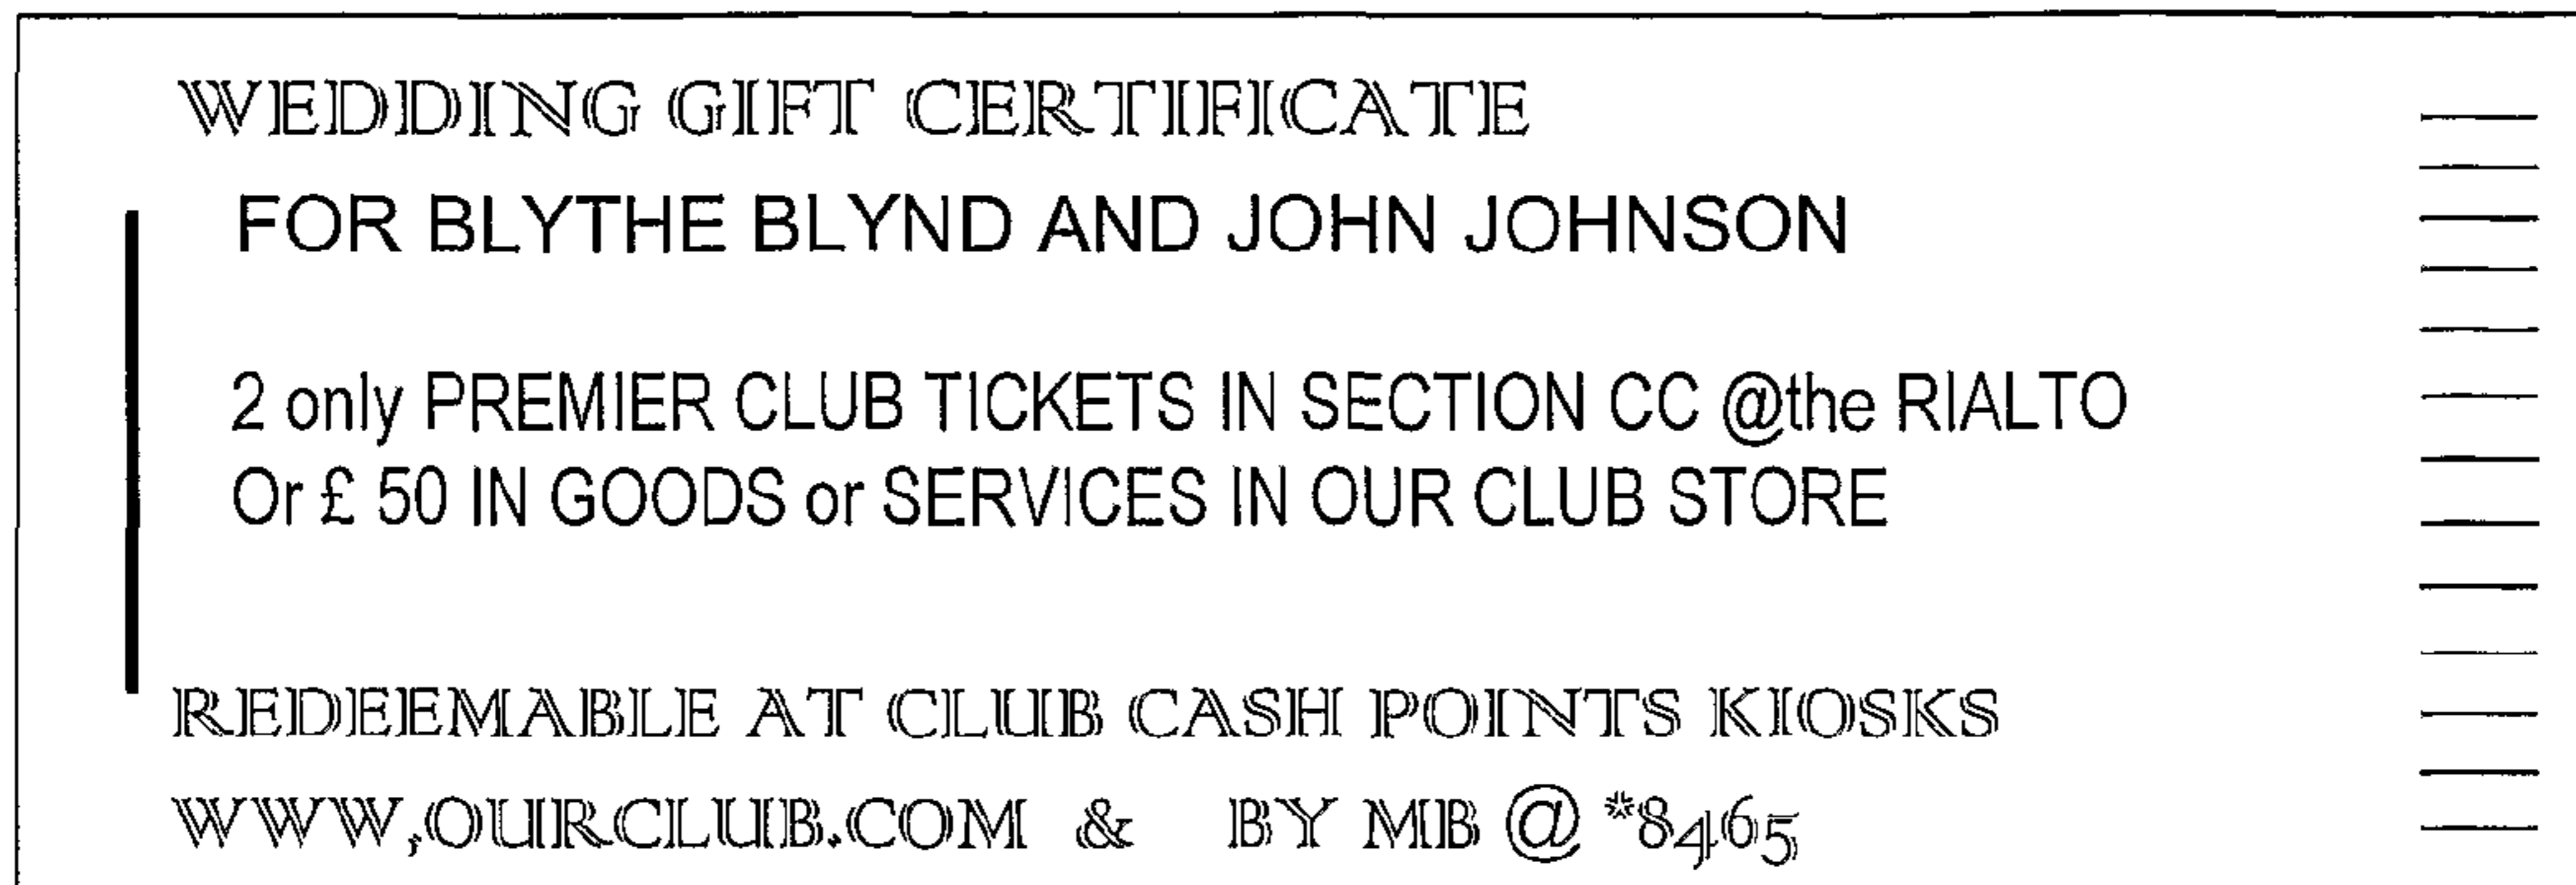 WEDDING GIFT CERTIFICATE
FOR BLYTHE BLYND AND JOHN JOHNSON
2 only PREMIER CLUB TICKETS IN SECTION CC @the RIALTO
Or £ 50 IN GOODS or SERVICES IN OUR CLUB STORE
REDEEMABLE AT CLUB CASH POINTS KIOSKS
WWW,OURCLUB.COM & BY MB @ *8465